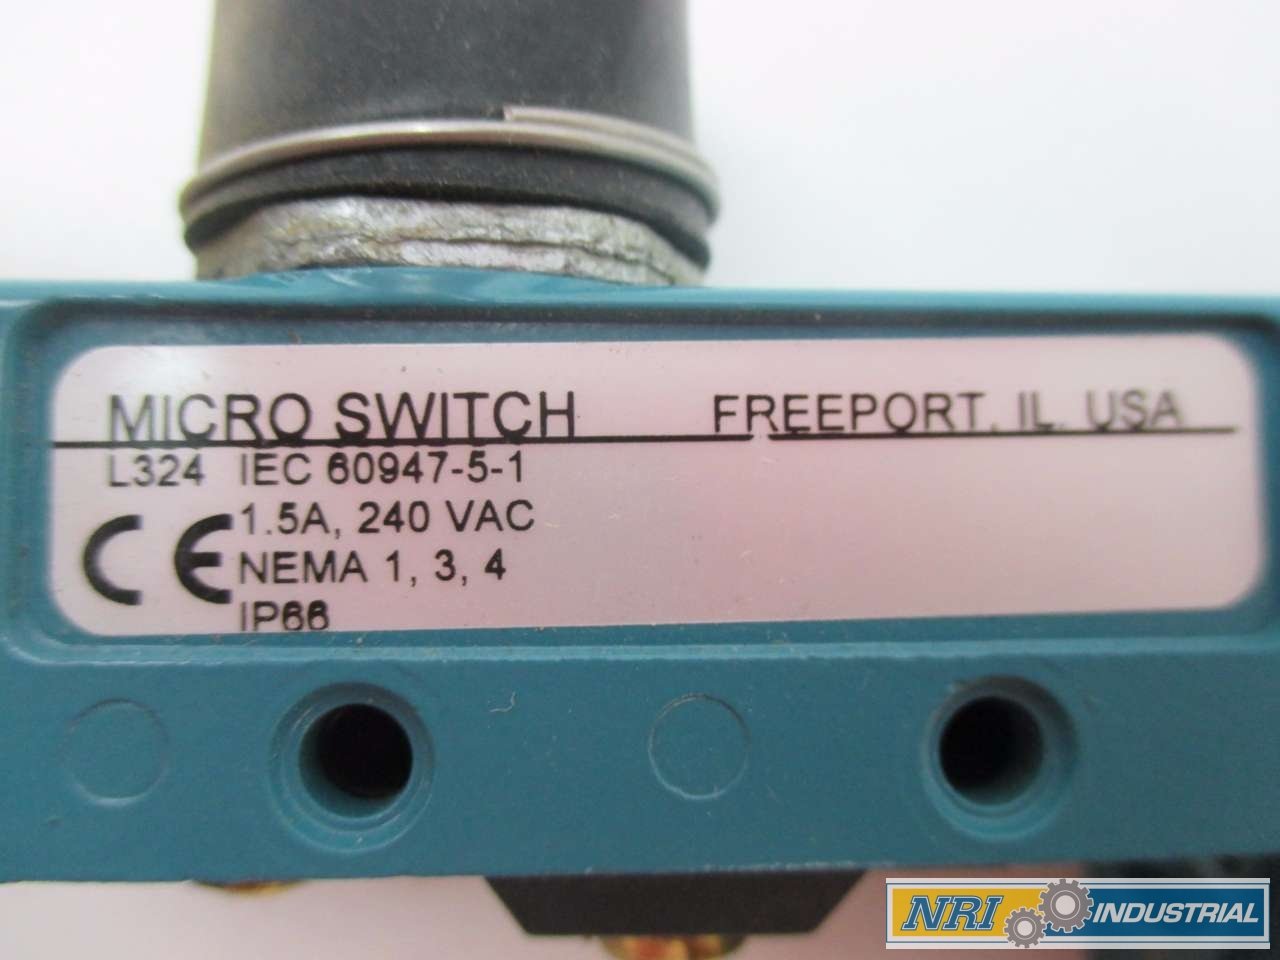 MICRO SWITCH FREEPORT, IL. USA
L324 IEC 60947-5-1
CE 1.5A, 240 VAC
NEMA 1, 3, 4
IP66
NRI INDUSTRIAL